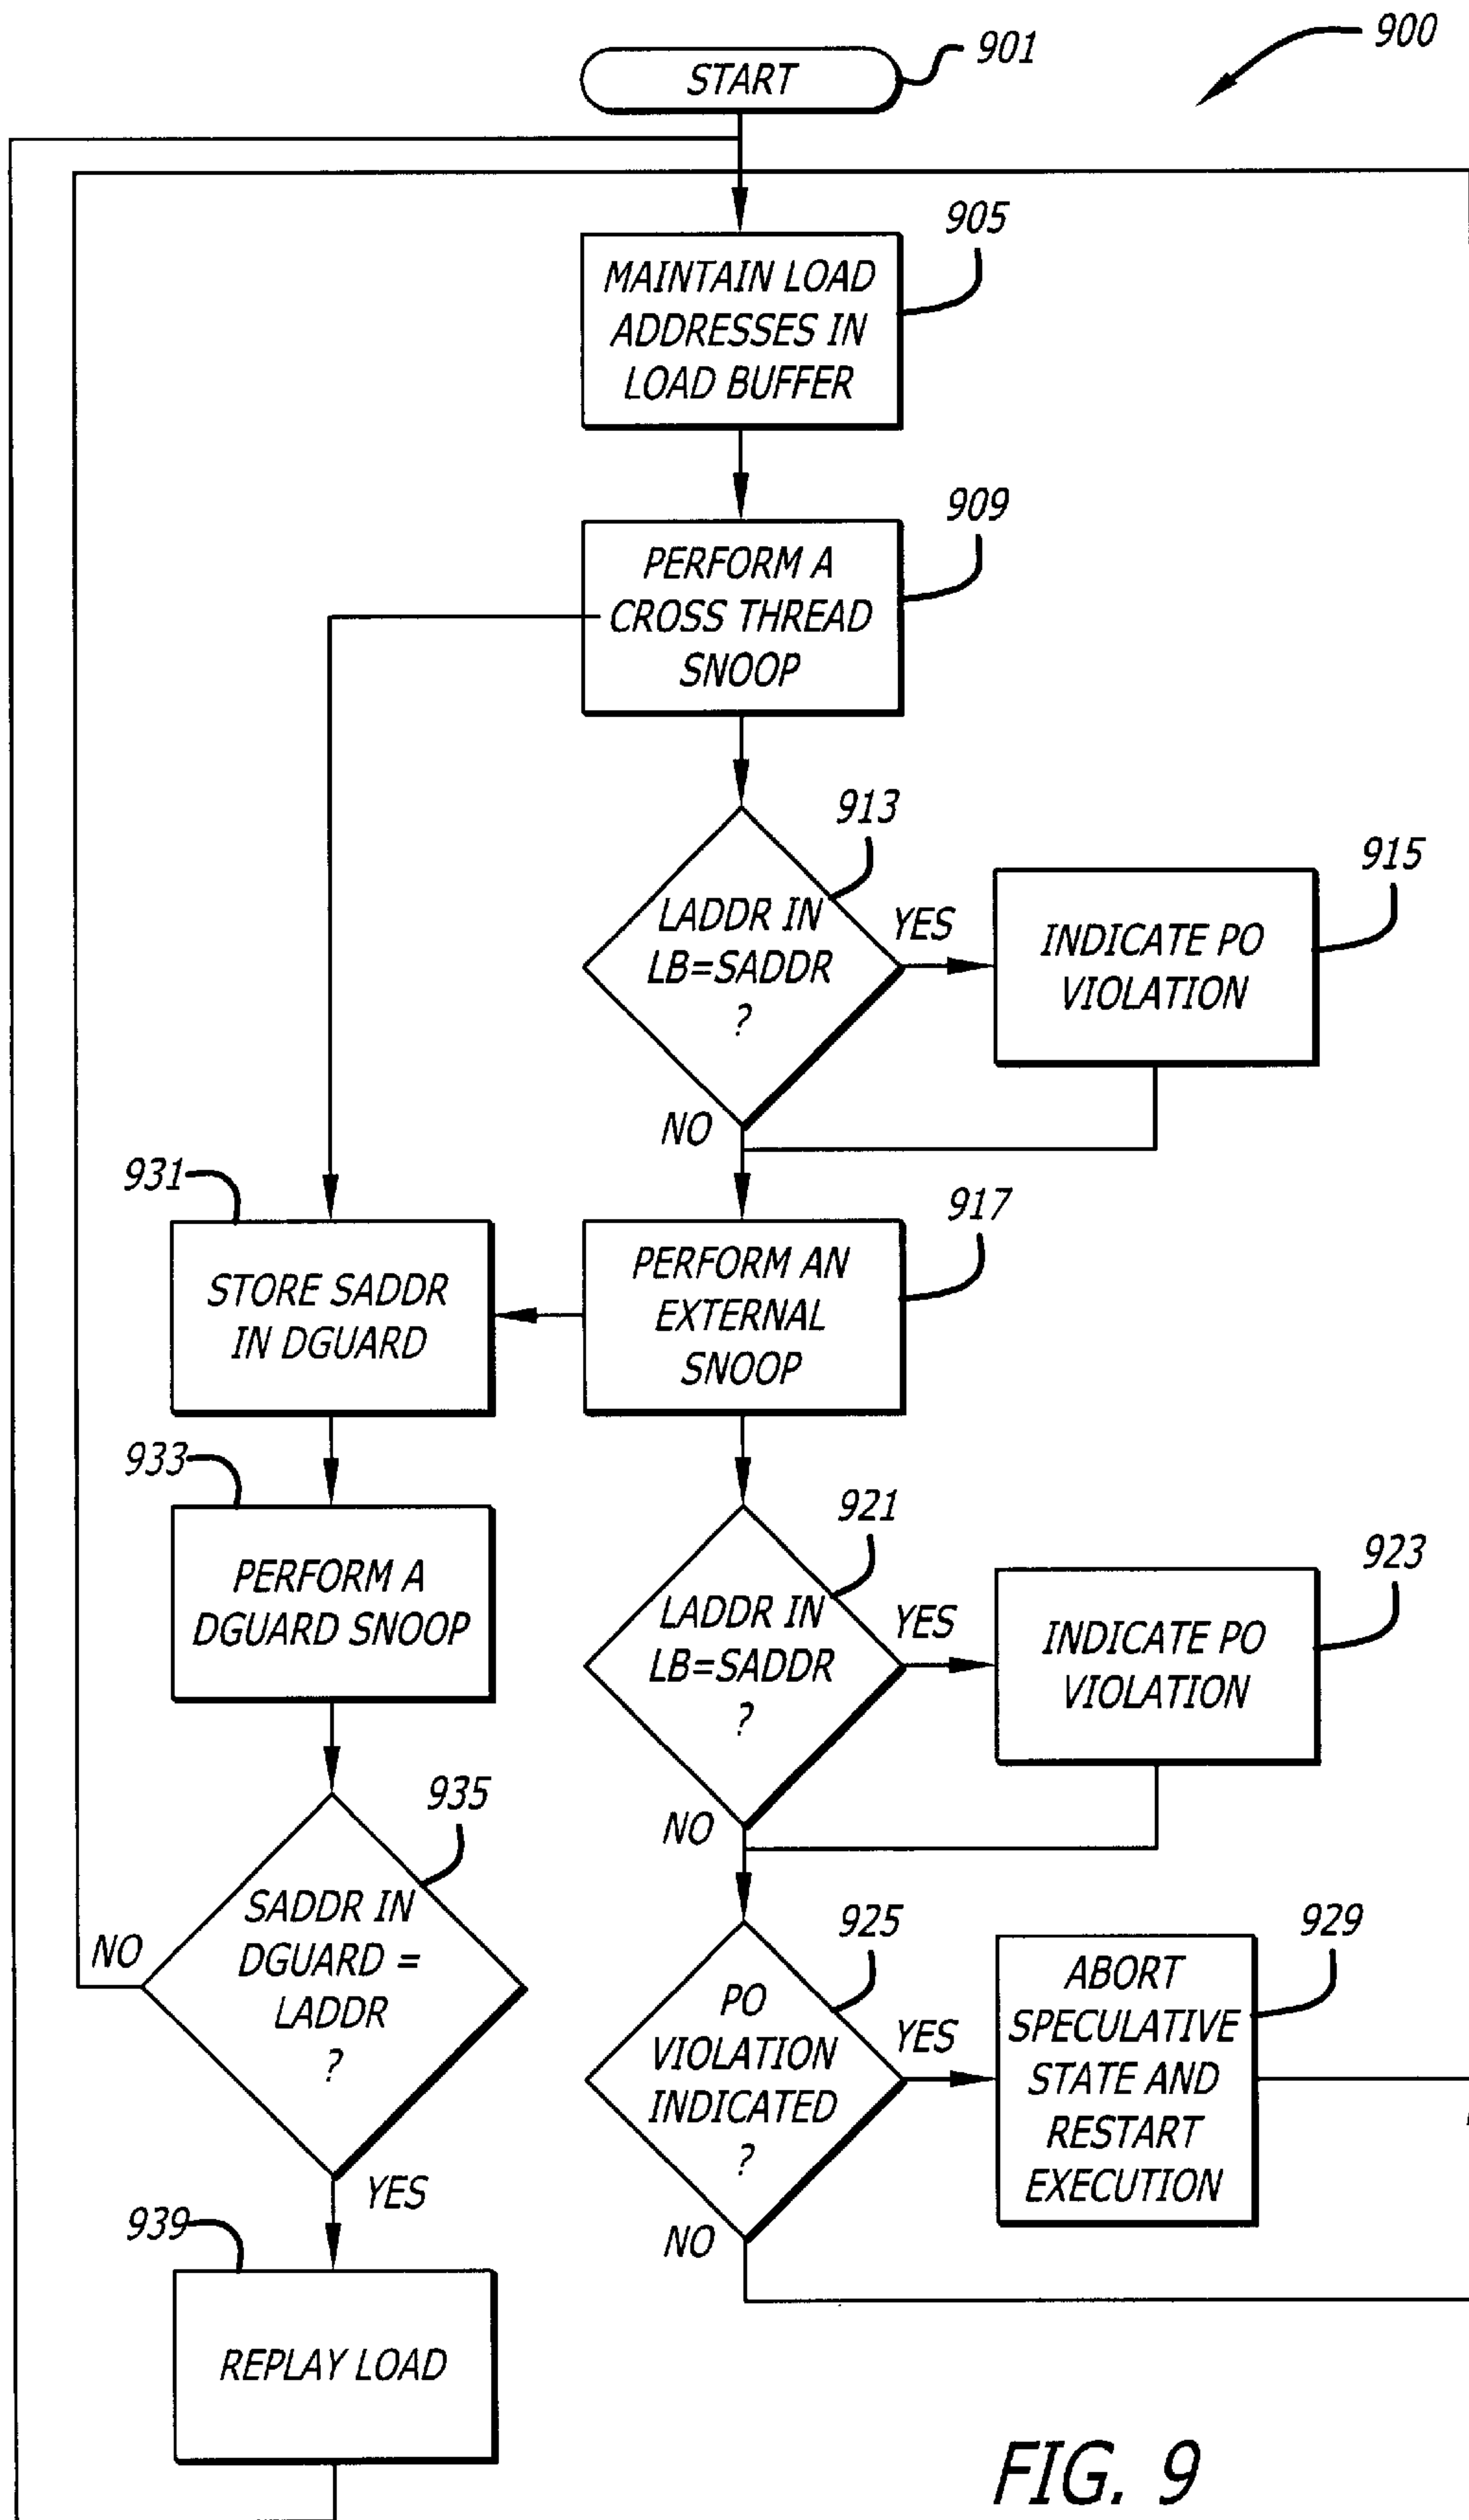 900
START
901
905
MAINTAIN LOAD
ADDRESSES IN
LOAD BUFFER
909
PERFORM A
CROSS THREAD
SNOOP
913
LADDR IN
LB=SADDR
?
YES
915
INDICATE PO
VIOLATION
NO
931
STORE SADDR
IN DGUARD
917
PERFORM AN
EXTERNAL
SNOOP
933
PERFORM A
DGUARD SNOOP
921
LADDR IN
LB=SADDR
?
YES
923
INDICATE PO
VIOLATION
NO
935
SADDR IN
DGUARD =
LADDR
?
NO
YES
925
PO
VIOLATION
INDICATED
?
YES
929
ABORT
SPECULATIVE
STATE AND
RESTART
EXECUTION
NO
939
REPLAY LOAD
FIG. 9